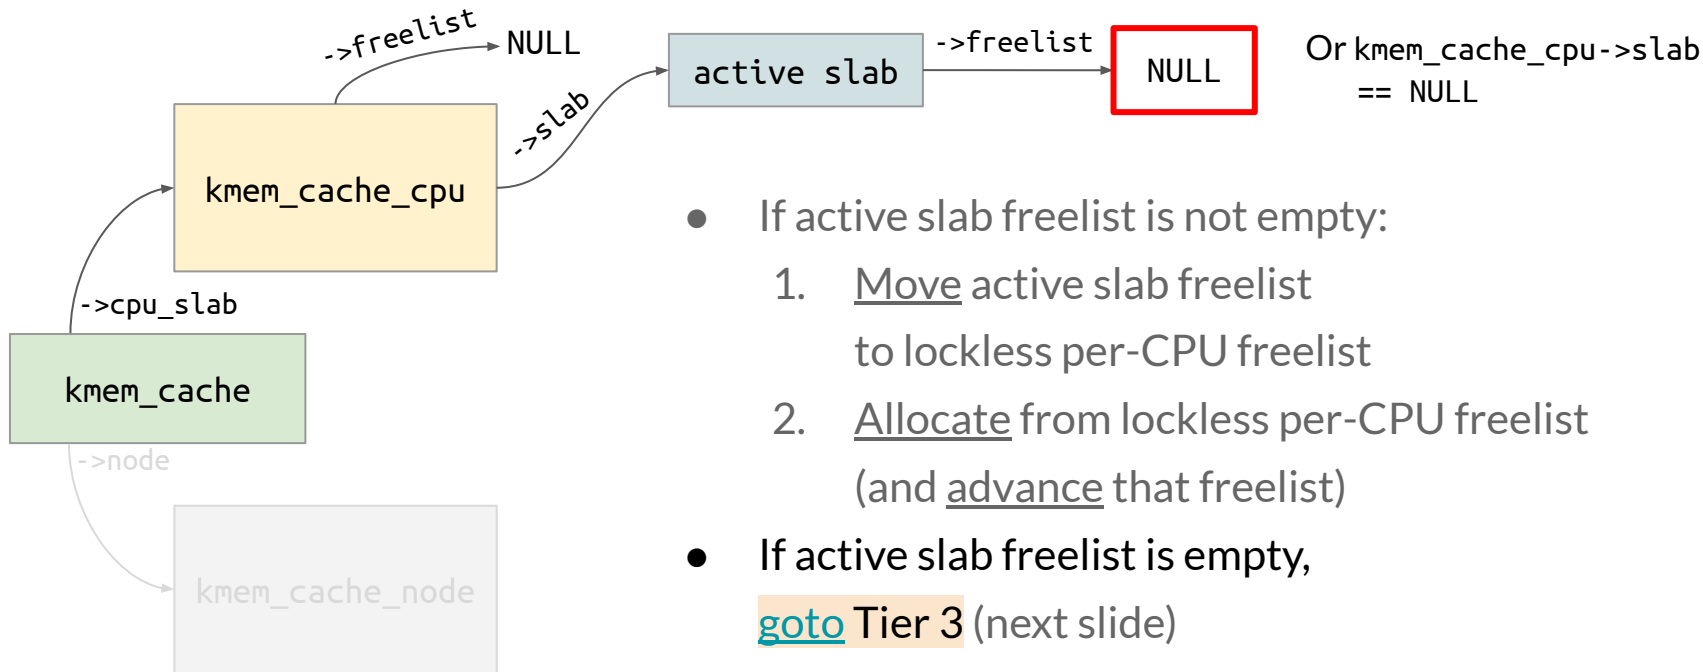 ->freelist
NULL
->slab
active slab
->freelist
NULL
Or kmem_cache_cpu->slab
== NULL
kmem_cache_cpu
->cpu_slab
kmem_cache
->node
kmem_cache_node
● If active slab freelist is not empty:
1. Move active slab freelist
to lockless per-CPU freelist
2. Allocate from lockless per-CPU freelist
(and advance that freelist)
● If active slab freelist is empty,
goto Tier 3 (next slide)